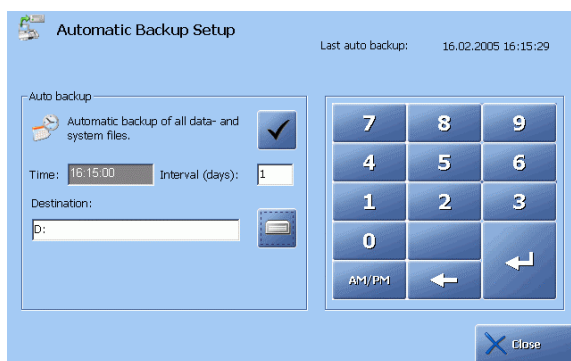 Automatic Backup Setup
Last auto backup: 16.02.2005 16:15:29
Auto backup
Automatic backup of all data- and
system files.
Time: 16:15:00 Interval (days): 1
Destination:
D:
7 8 9
4 5 6
1 2 3
0
AM/PM
Close